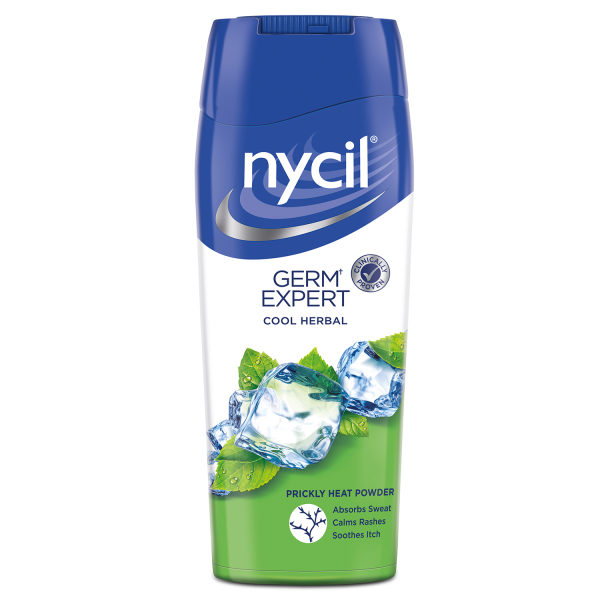 nycil®
GERM†
EXPERT
CLINICALLY
PROVEN
COOL HERBAL
PRICKLY HEAT POWDER
Absorbs Sweat
Calms Rashes
Soothes Itch